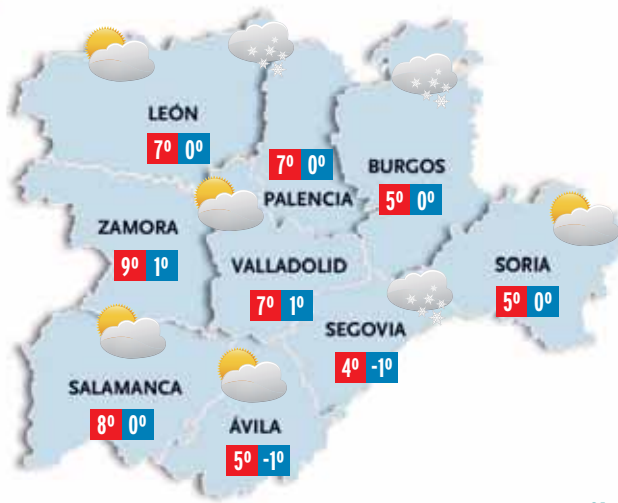 LEÓN
7º 0º
7º 0º
PALENCIA
BURGOS
5º 0º
ZAMORA
9º 1º
VALLADOLID
7º 1º
SORIA
5º 0º
SEGOVIA
4º -1º
SALAMANCA
8º 0º
ÁVILA
5º -1º